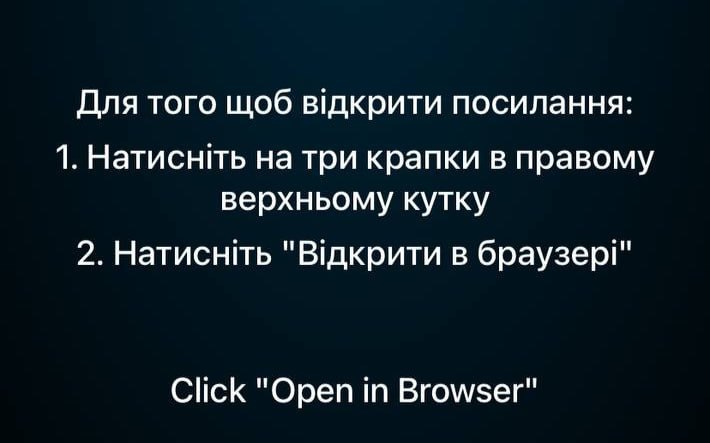 Для того щоб відкрити посилання:
1. Натисніть на три крапки в правому
верхньому кутку
2. Натисніть "Відкрити в браузері"
Click "Open in Browser"